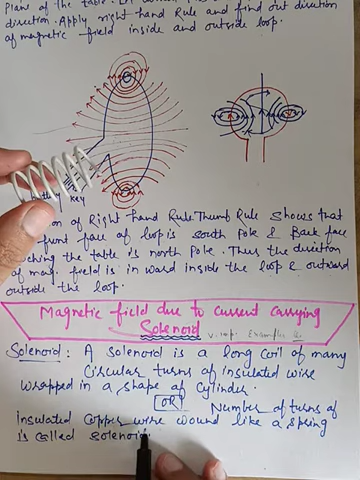 Plane of the table. Let
direction. Apply right hand Rule and find out direction
of magnetic field inside and outside loop.
key
of Right hand Rule Thumb Rule shows that
front face of loop is south Pole & Back face
the table is north Pole. Thus the direction
of mag. field is in ward inside the loop & outward
outside the loop.
Magnetic field due to current carrying
Solenoid v. imp. Examples
Solenoid: A solenoid is a long coil of many
Circular turns of insulated wire
wrapped in a shape of cylinder.
OR Number of turns of
insulated copper wire wound like a spring
is called solenoid.